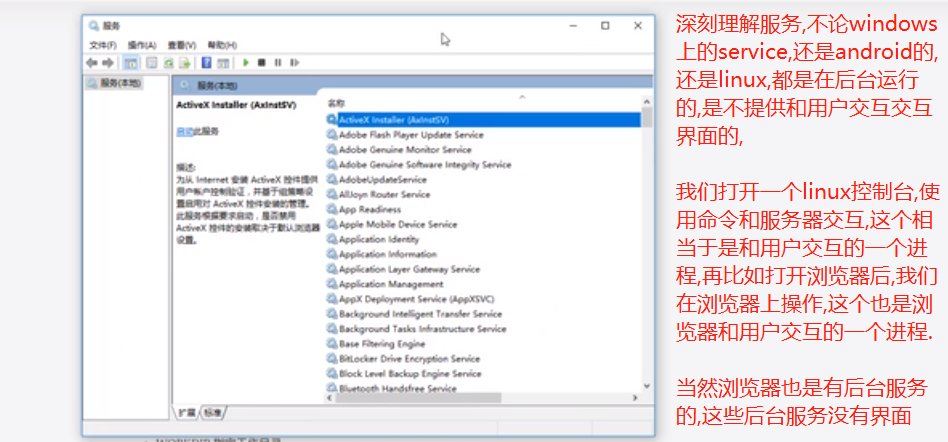 服务
文件(F) 操作(A) 查看(V) 帮助(H)
服务(本地)
服务(本地)
ActiveX Installer (AxInstSV)
启动此服务
描述:
为从 Internet 安装 ActiveX 控件提供
用户帐户控制验证，并基于组策略设
置启用对 ActiveX 控件安装的管理。
此服务根据要求启动，是否禁用
ActiveX 控件的安装取决于默认浏览器
设置。
名称
ActiveX Installer (AxInstSV)
Adobe Flash Player Update Service
Adobe Genuine Monitor Service
Adobe Genuine Software Integrity Service
AdobeUpdateService
AllJoyn Router Service
App Readiness
Apple Mobile Device Service
Application Identity
Application Information
Application Layer Gateway Service
Application Management
AppX Deployment Service (AppXSVC)
Background Intelligent Transfer Service
Background Tasks Infrastructure Service
Base Filtering Engine
BitLocker Drive Encryption Service
Block Level Backup Engine Service
Bluetooth Handsfree Service
扩展 标准
深刻理解服务,不论windows
上的service,还是android的,
还是linux,都是在后台运行
的,是不提供和用户交互交互
界面的,
我们打开一个linux控制台,使
用命令和服务器交互,这个相
当于是和用户交互的一个进
程,再比如打开浏览器后,我们
在浏览器上操作,这个也是浏
览器和用户交互的一个进程.
当然浏览器也是有后台服务
的,这些后台服务没有界面